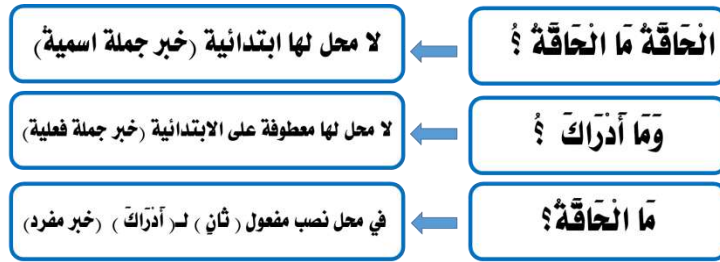 الْحَاقَّةُ مَا الْحَاقَّةُ ؟
لا محل لها ابتدائية (خبر جملة اسمية)
وَمَا أَدْرَاكَ ؟
لا محل لها معطوفة على الابتدائية (خبر جملة فعلية)
مَا الْحَاقَّةُ؟
في محل نصب مفعول ( ثَانٍ ) لـ( أَدْرَاكَ ) (خبر مفرد)